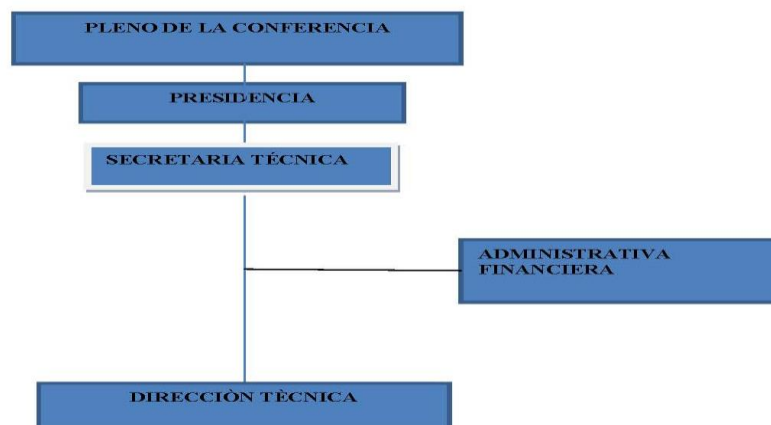 PLENO DE LA CONFERENCIA
PRESIDENCIA
SECRETARIA TÉCNICA
ADMINISTRATIVA
FINANCIERA
DIRECCIÒN TÈCNICA